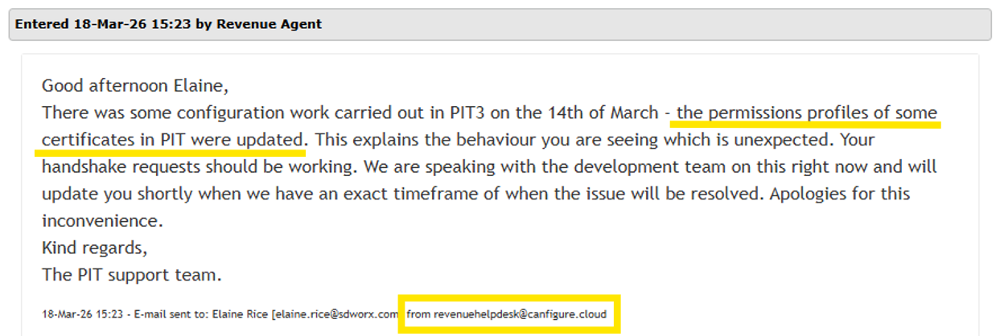 Entered 18-Mar-26 15:23 by Revenue Agent
Good afternoon Elaine,
There was some configuration work carried out in PIT3 on the 14th of March - the permissions profiles of some
certificates in PIT were updated. This explains the behaviour you are seeing which is unexpected. Your
handshake requests should be working. We are speaking with the development team on this right now and will
update you shortly when we have an exact timeframe of when the issue will be resolved. Apologies for this
inconvenience.
Kind regards,
The PIT support team.
18-Mar-26 15:23 - E-mail sent to: Elaine Rice [elaine.rice@sdworx.com from revenuehelpdesk@canfigure.cloud